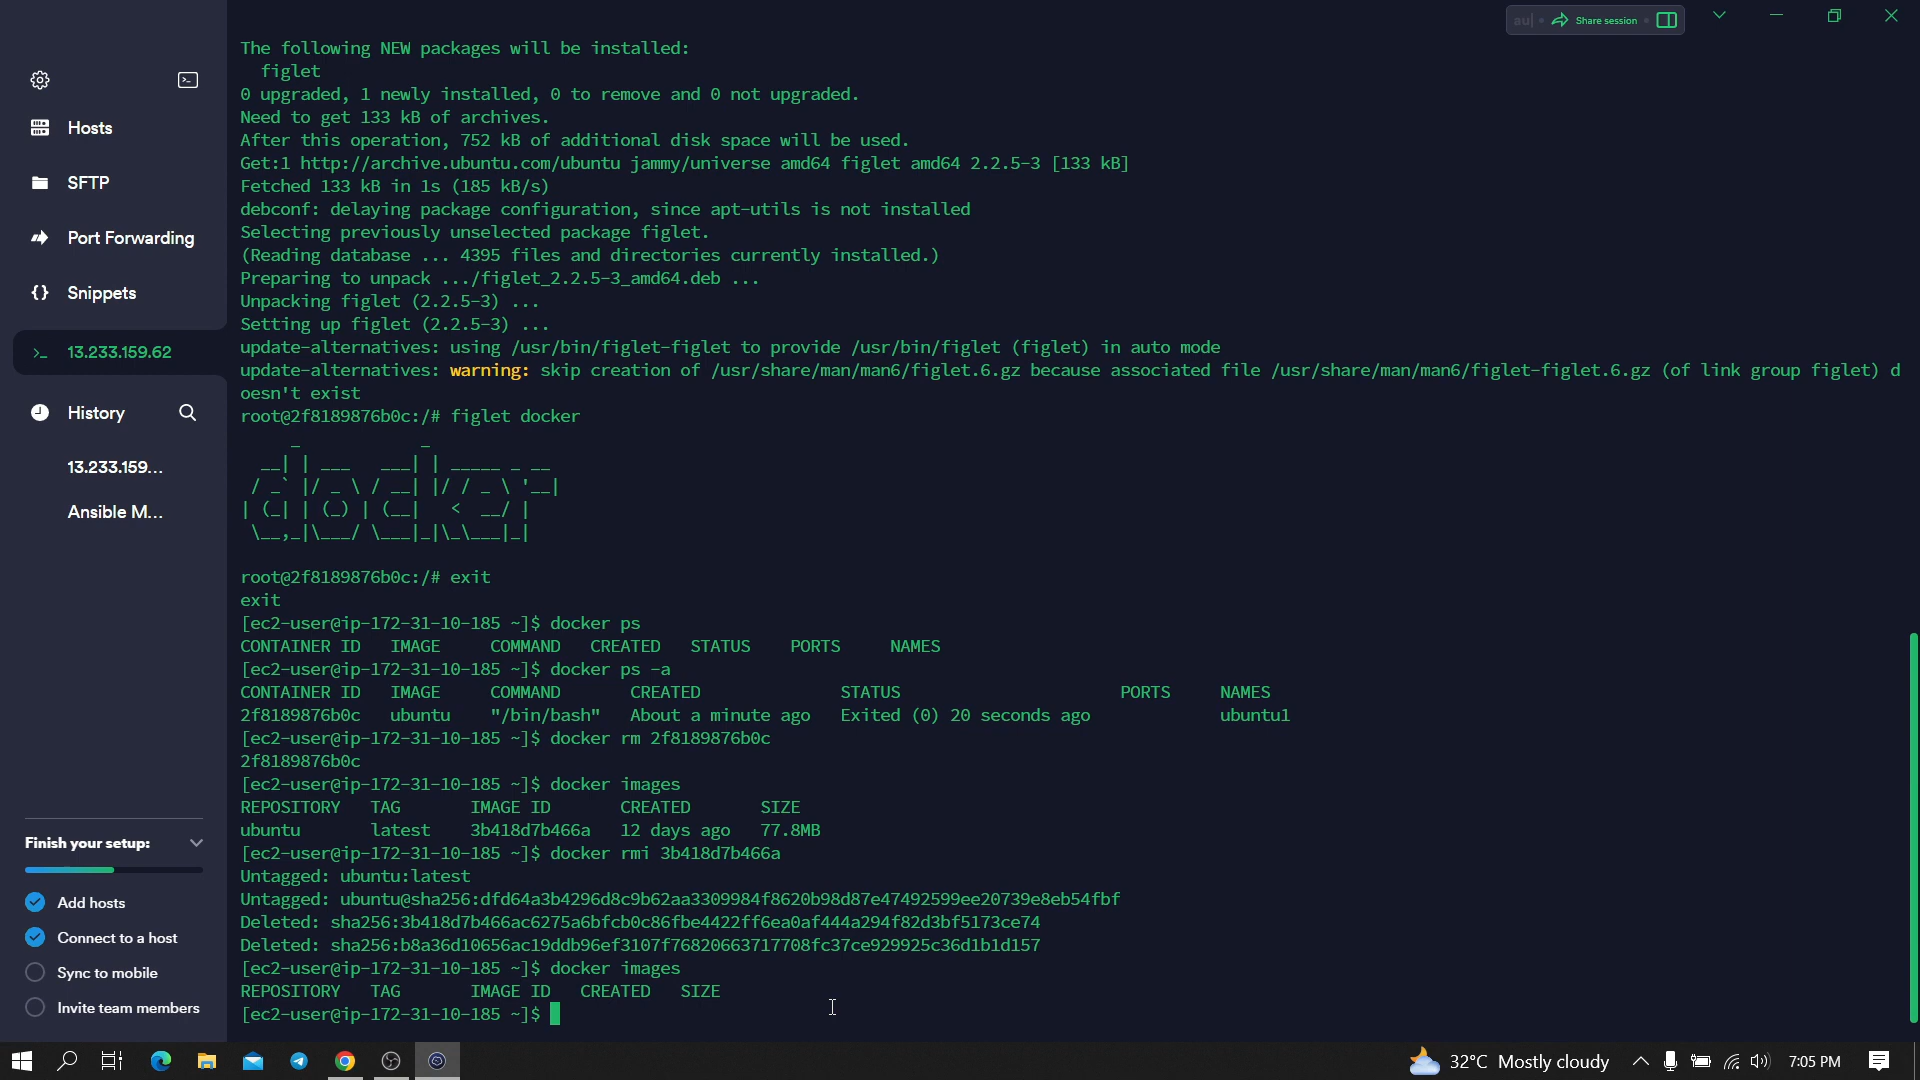 au
Share session
Hosts
SFTP
Port Forwarding
Snippets
13.233.159.62
History
13.233.159...
Ansible M...
Finish your setup:
Add hosts
Connect to a host
Sync to mobile
Invite team members
The following NEW packages will be installed:
figlet
0 upgraded, 1 newly installed, 0 to remove and 0 not upgraded.
Need to get 133 kB of archives.
After this operation, 752 kB of additional disk space will be used.
Get:1 http://archive.ubuntu.com/ubuntu jammy/universe amd64 figlet amd64 2.2.5-3 [133 kB]
Fetched 133 kB in 1s (185 kB/s)
debconf: delaying package configuration, since apt-utils is not installed
Selecting previously unselected package figlet.
(Reading database ... 4395 files and directories currently installed.)
Preparing to unpack .../figlet_2.2.5-3_amd64.deb ...
Unpacking figlet (2.2.5-3) ...
Setting up figlet (2.2.5-3) ...
update-alternatives: using /usr/bin/figlet-figlet to provide /usr/bin/figlet (figlet) in auto mode
update-alternatives: warning: skip creation of /usr/share/man/man6/figlet.6.gz because associated file /usr/share/man/man6/figlet-figlet.6.gz (of link group figlet) d
oesn't exist
root@2f8189876b0c:/# figlet docker
docker
root@2f8189876b0c:/# exit
exit
[ec2-user@ip-172-31-10-185 ~]$ docker ps
CONTAINER ID   IMAGE     COMMAND   CREATED   STATUS    PORTS     NAMES
[ec2-user@ip-172-31-10-185 ~]$ docker ps -a
CONTAINER ID   IMAGE     COMMAND       CREATED              STATUS                      PORTS     NAMES
2f8189876b0c   ubuntu    "/bin/bash"   About a minute ago   Exited (0) 20 seconds ago             ubuntu1
[ec2-user@ip-172-31-10-185 ~]$ docker rm 2f8189876b0c
2f8189876b0c
[ec2-user@ip-172-31-10-185 ~]$ docker images
REPOSITORY   TAG       IMAGE ID       CREATED       SIZE
ubuntu       latest    3b418d7b466a   12 days ago   77.8MB
[ec2-user@ip-172-31-10-185 ~]$ docker rmi 3b418d7b466a
Untagged: ubuntu:latest
Untagged: ubuntu@sha256:dfd64a3b4296d8c9b62aa3309984f8620b98d87e47492599ee20739e8eb54fbf
Deleted: sha256:3b418d7b466ac6275a6bfcb0c86fbe4422ff6ea0af444a294f82d3bf5173ce74
Deleted: sha256:b8a36d10656ac19ddb96ef3107f76820663717708fc37ce929925c36d1b1d157
[ec2-user@ip-172-31-10-185 ~]$ docker images
REPOSITORY   TAG       IMAGE ID   CREATED   SIZE
[ec2-user@ip-172-31-10-185 ~]$
32°C Mostly cloudy
7:05 PM